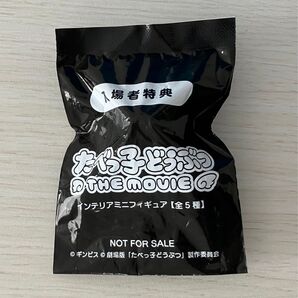 入場者特典
たべっ子どうぶつ
THE MOVIE
インテリアミニフィギュア【全5種】
NOT FOR SALE
© ギンビス © 劇場版「たべっ子どうぶつ」製作委員会